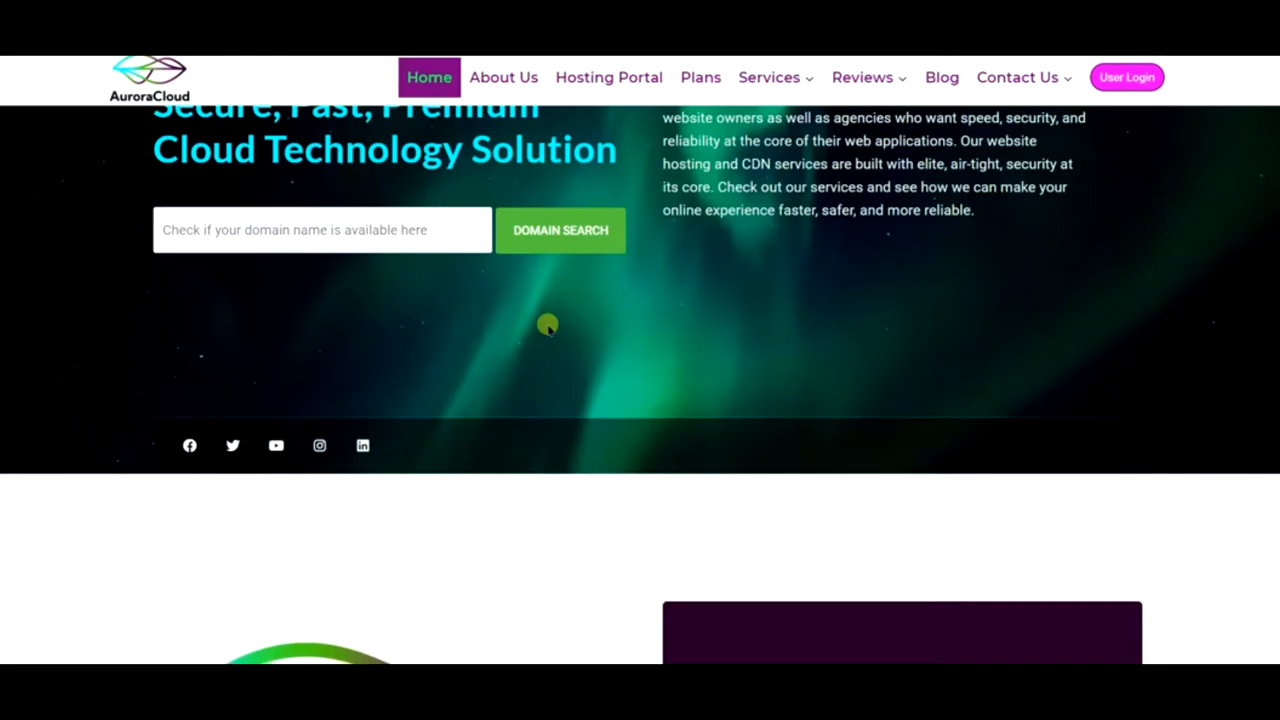 AuroraCloud
Home About Us Hosting Portal Plans Services Reviews Blog Contact Us User Login
Secure, Fast, Premium
Cloud Technology Solution
Check if your domain name is available here
DOMAIN SEARCH
website owners as well as agencies who want speed, security, and
reliability at the core of their web applications. Our website
hosting and CDN services are built with elite, air-tight, security at
its core. Check out our services and see how we can make your
online experience faster, safer, and more reliable.